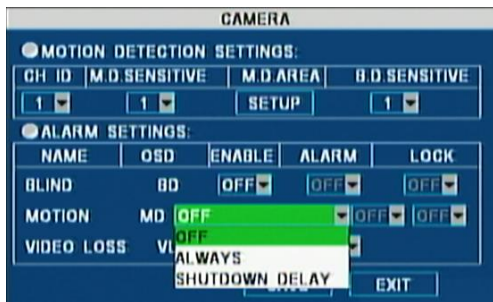 CAMERA
MOTION DETECTION SETTINGS:
CH ID M.D.SENSITIVE M.D.AREA B.D.SENSITIVE
1 1 SETUP 1
ALARM SETTINGS:
NAME OSD ENABLE ALARM LOCK
BLIND BD OFF OFF OFF
MOTION MD OFF OFF OFF
OFF
VIDEO LOSS
ALWAYS
SHUTDOWN DELAY
EXIT